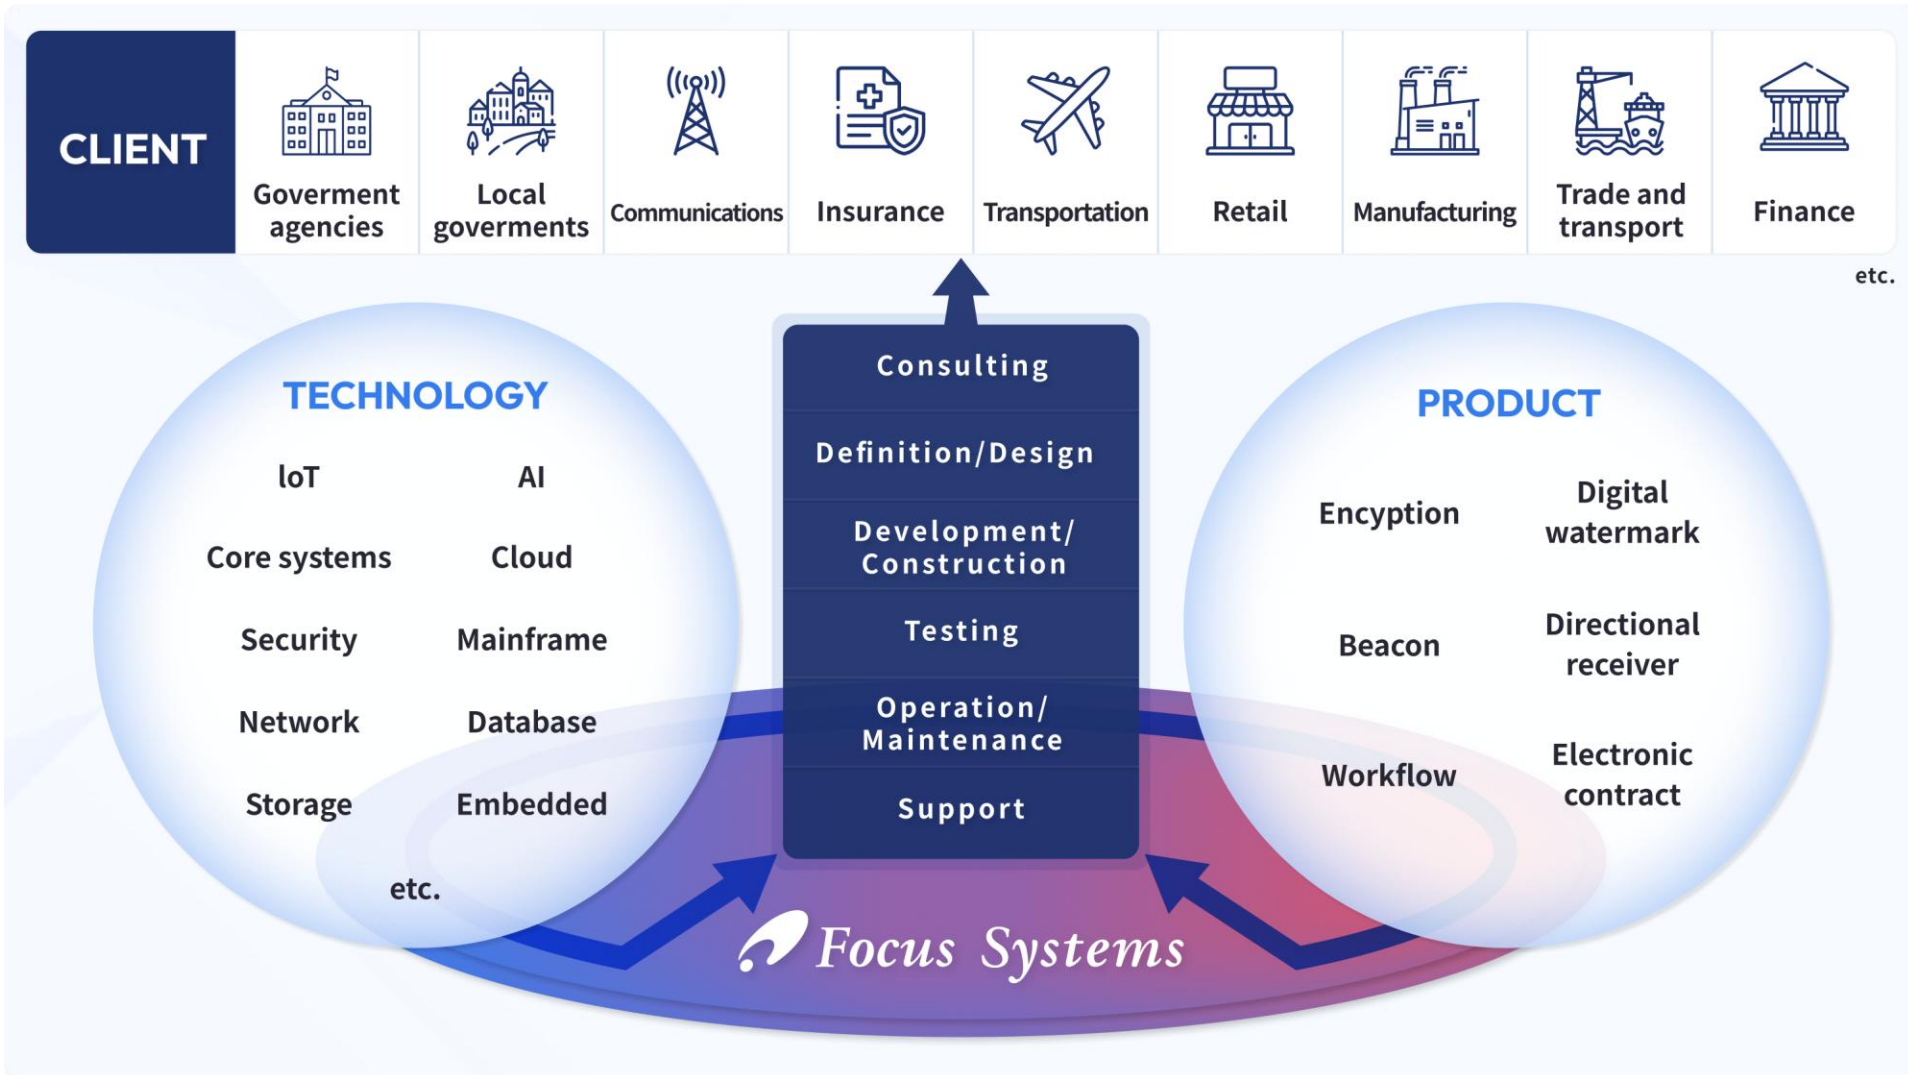 CLIENT
Goverment
agencies
Local
goverments
Communications
Insurance
Transportation
Retail
Manufacturing
Trade and
transport
Finance
etc.
TECHNOLOGY
loT
AI
Core systems
Cloud
Security
Mainframe
Network
Database
Storage
Embedded
etc.
Consulting
Definition/Design
Development/
Construction
Testing
Operation/
Maintenance
Support
PRODUCT
Encyption
Digital
watermark
Beacon
Directional
receiver
Workflow
Electronic
contract
Focus Systems